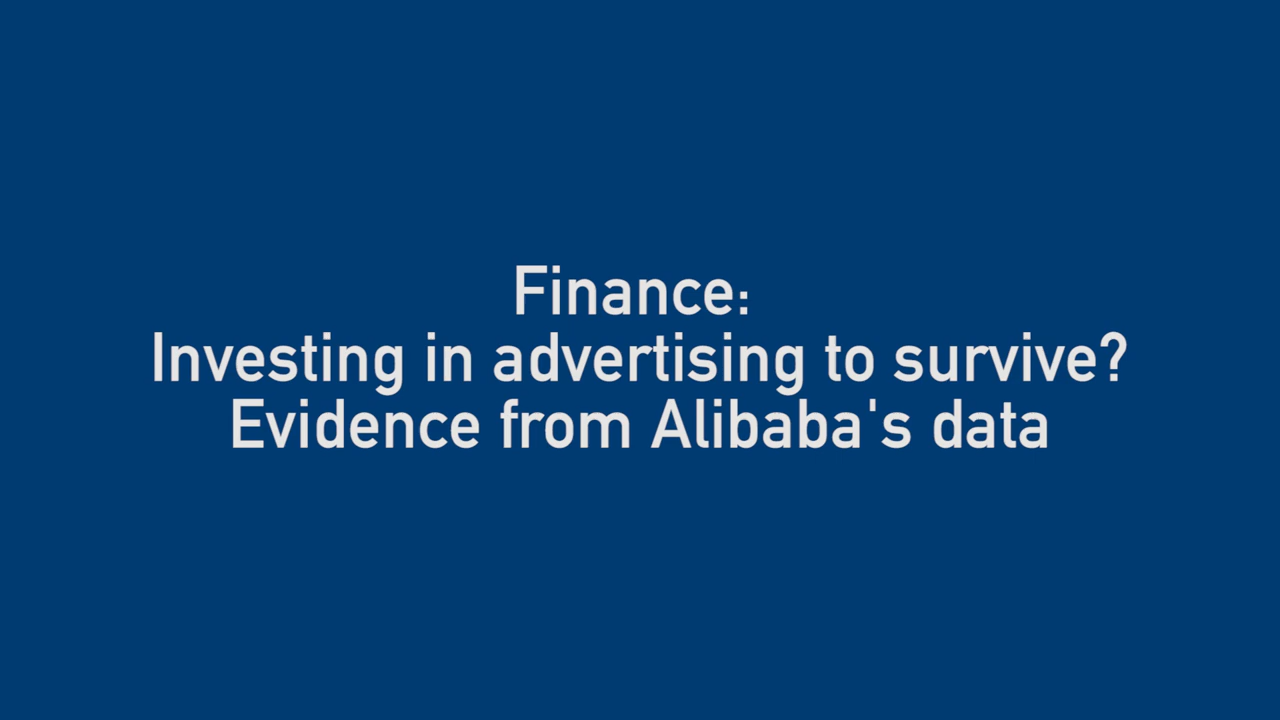 Finance:
Investing in advertising to survive?
Evidence from Alibaba's data